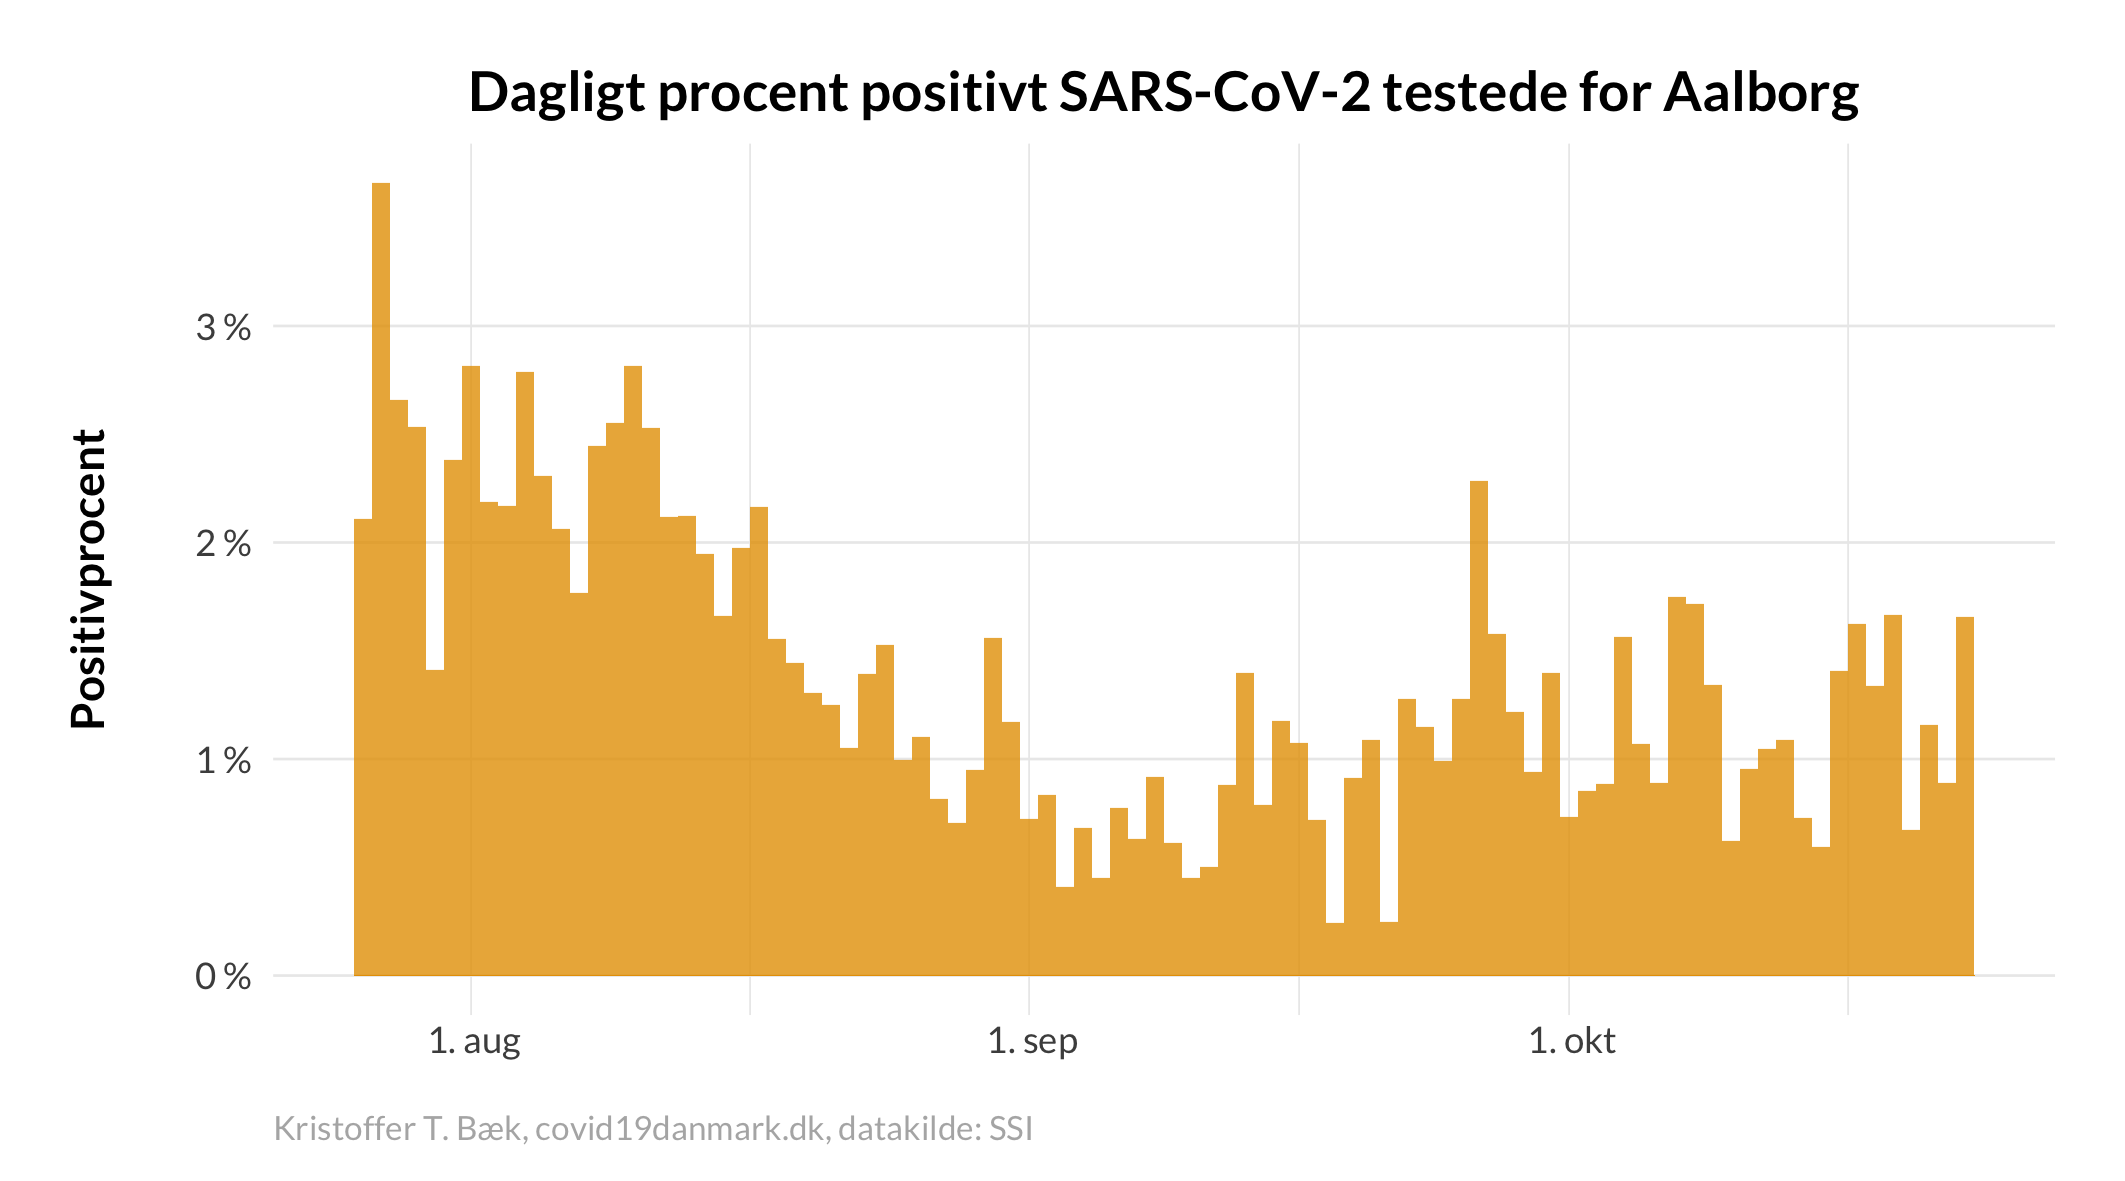 Dagligt procent positivt SARS-CoV-2 testede for Aalborg
Positivprocent
3 %
2 %
1 %
0 %
1. aug
1. sep
1. okt
Kristoffer T. Bæk, covid19danmark.dk, datakilde: SSI